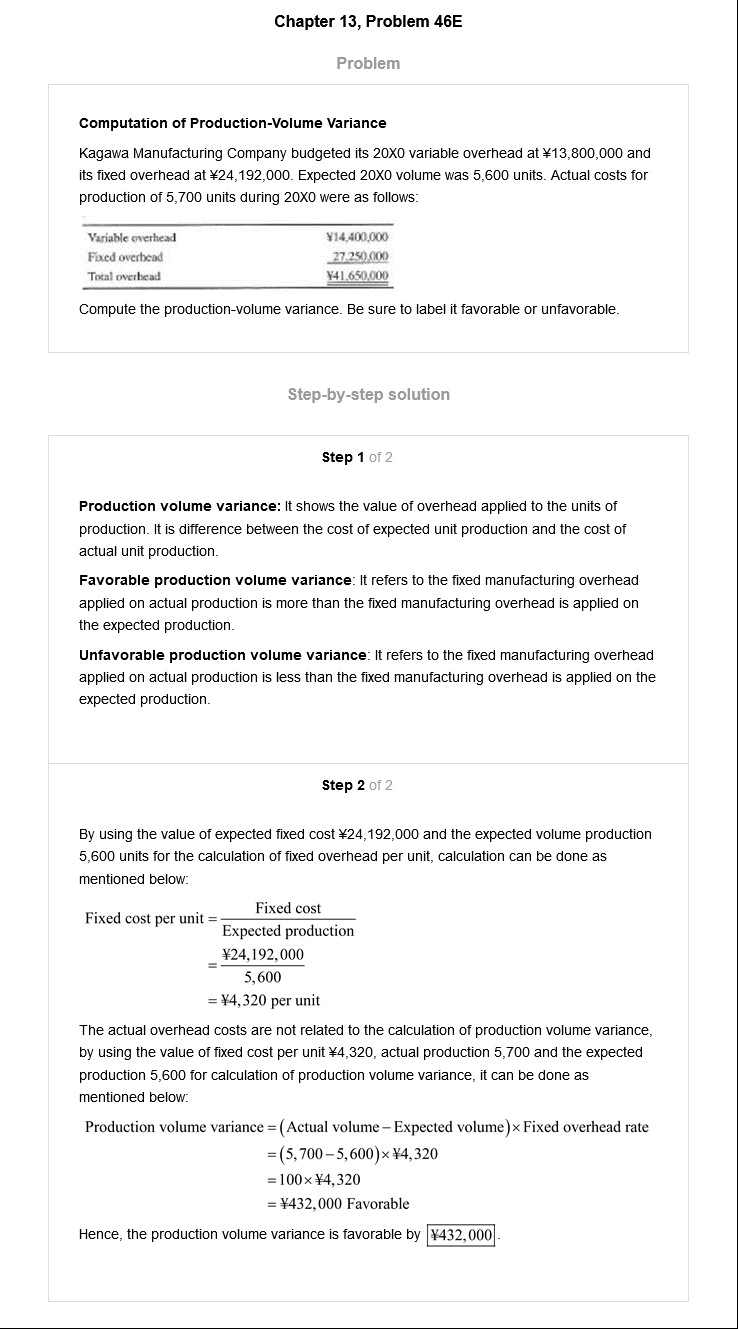 Chapter 13, Problem 46E
Problem
Computation of Production-Volume Variance
Kagawa Manufacturing Company budgeted its 20X0 variable overhead at ¥13,800,000 and
its fixed overhead at ¥24,192,000. Expected 20X0 volume was 5,600 units. Actual costs for
production of 5,700 units during 20X0 were as follows:
Variable overhead ¥14,400,000
Fixed overhead 27,250,000
Total overhead ¥41,650,000
Compute the production-volume variance. Be sure to label it favorable or unfavorable.
Step-by-step solution
Step 1 of 2
Production volume variance: It shows the value of overhead applied to the units of
production. It is difference between the cost of expected unit production and the cost of
actual unit production.
Favorable production volume variance: It refers to the fixed manufacturing overhead
applied on actual production is more than the fixed manufacturing overhead is applied on
the expected production.
Unfavorable production volume variance: It refers to the fixed manufacturing overhead
applied on actual production is less than the fixed manufacturing overhead is applied on the
expected production.
Step 2 of 2
By using the value of expected fixed cost ¥24,192,000 and the expected volume production
5,600 units for the calculation of fixed overhead per unit, calculation can be done as
mentioned below:
Fixed cost per unit = Fixed cost
Expected production
= ¥24,192,000
5,600
= ¥4,320 per unit
The actual overhead costs are not related to the calculation of production volume variance,
by using the value of fixed cost per unit ¥4,320, actual production 5,700 and the expected
production 5,600 for calculation of production volume variance, it can be done as
mentioned below:
Production volume variance = (Actual volume – Expected volume) × Fixed overhead rate
= (5,700 – 5,600) × ¥4,320
= 100 × ¥4,320
= ¥432,000 Favorable
Hence, the production volume variance is favorable by ¥432,000.